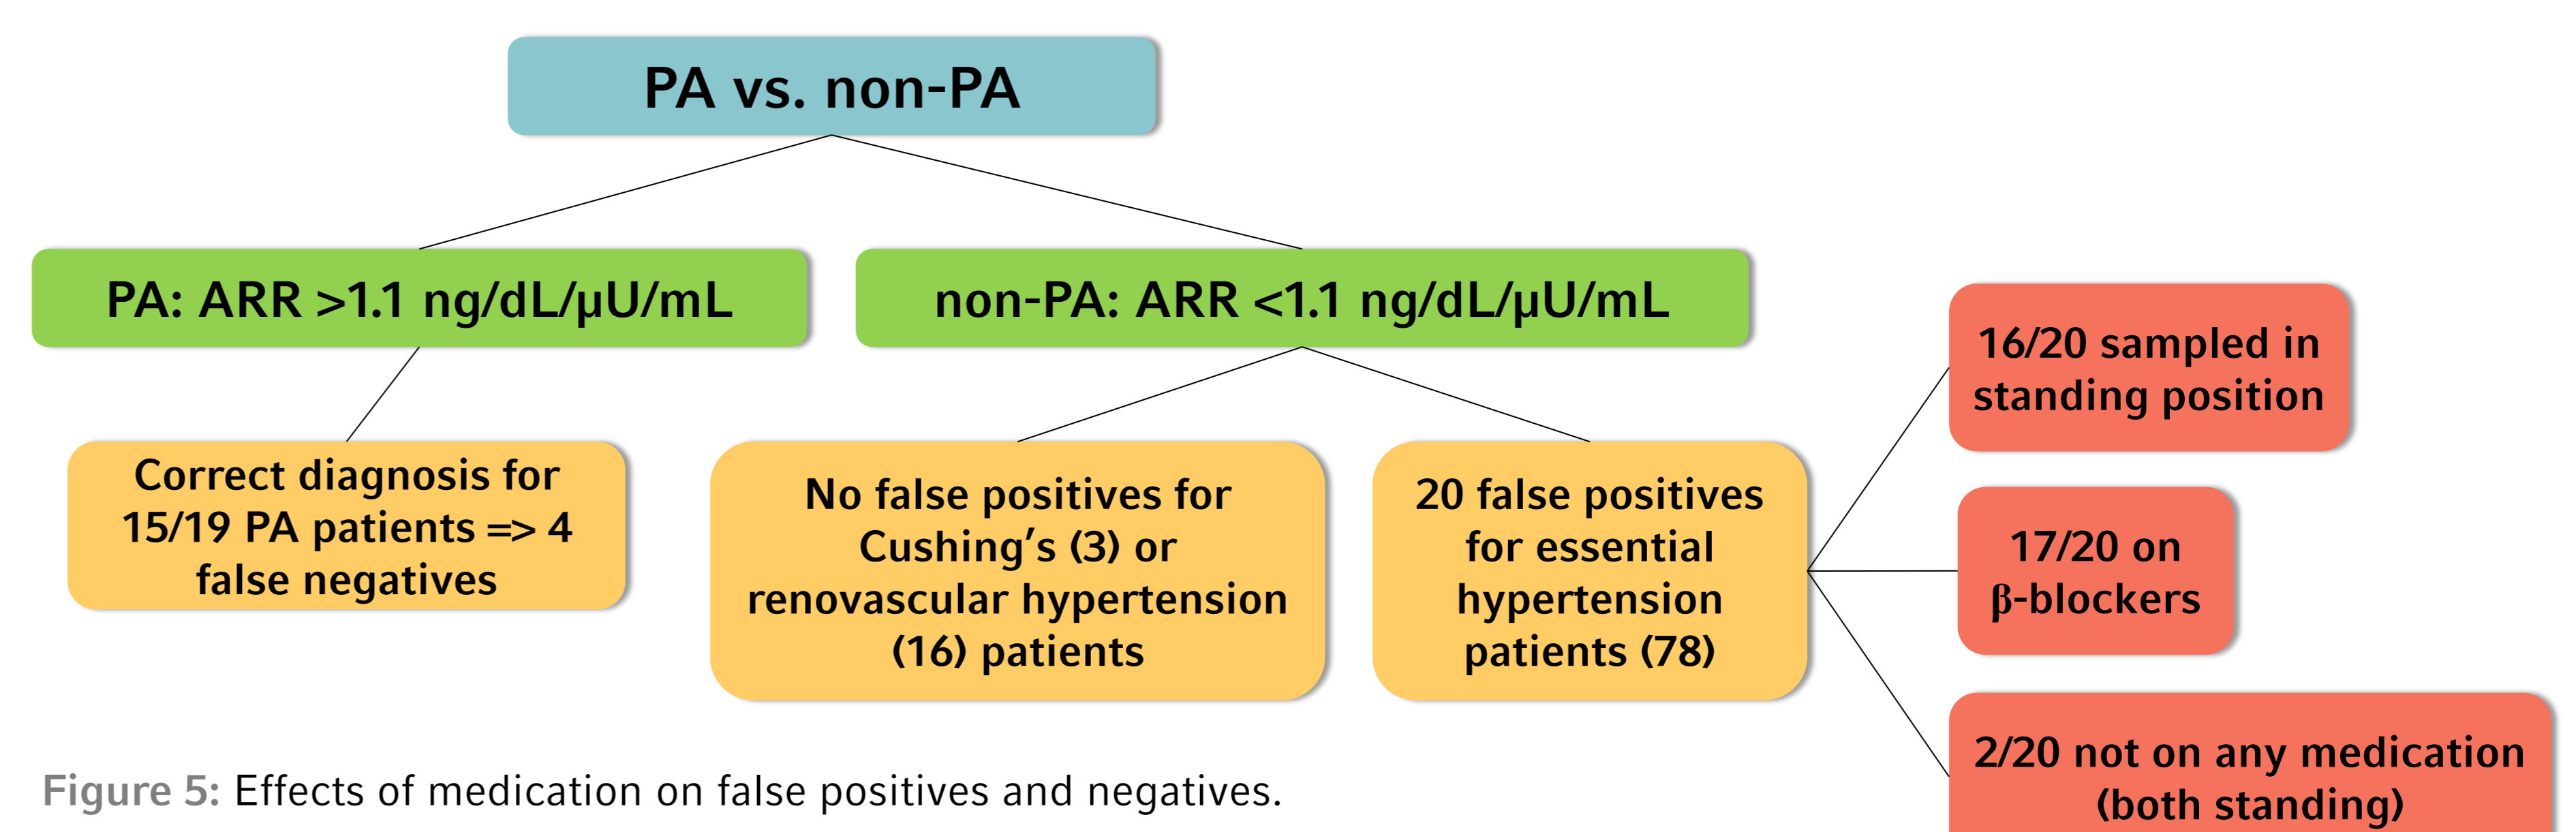 PA vs. non-PA
PA: ARR >1.1 ng/dL/µU/mL
non-PA: ARR <1.1 ng/dL/µU/mL
Correct diagnosis for
15/19 PA patients => 4
false negatives
No false positives for
Cushing’s (3) or
renovascular hypertension
(16) patients
20 false positives
for essential
hypertension
patients (78)
16/20 sampled in
standing position
17/20 on
β-blockers
2/20 not on any medication
(both standing)
Figure 5: Effects of medication on false positives and negatives.